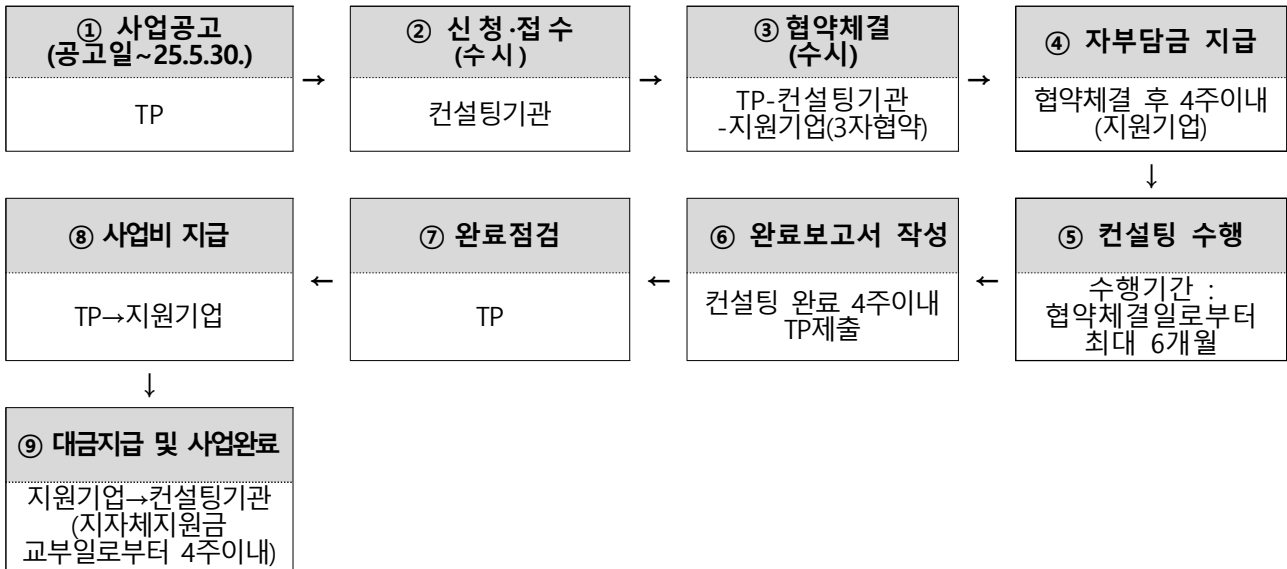 ① 사업공고
(공고일~25.5.30.)
TP
→
② 신 청·접 수
(수 시)
컨설팅기관
→
③ 협약체결
(수시)
TP-컨설팅기관
-지원기업(3자협약)
→
④ 자부담금 지급
협약체결 후 4주이내
(지원기업)
↓
⑤ 컨설팅 수행
수행기간 :
협약체결일로부터
최대 6개월
←
⑥ 완료보고서 작성
컨설팅 완료 4주이내
TP제출
←
⑦ 완료점검
TP
←
⑧ 사업비 지급
TP→지원기업
↓
⑨ 대금지급 및 사업완료
지원기업→컨설팅기관
(지자체지원금
교부일로부터 4주이내)